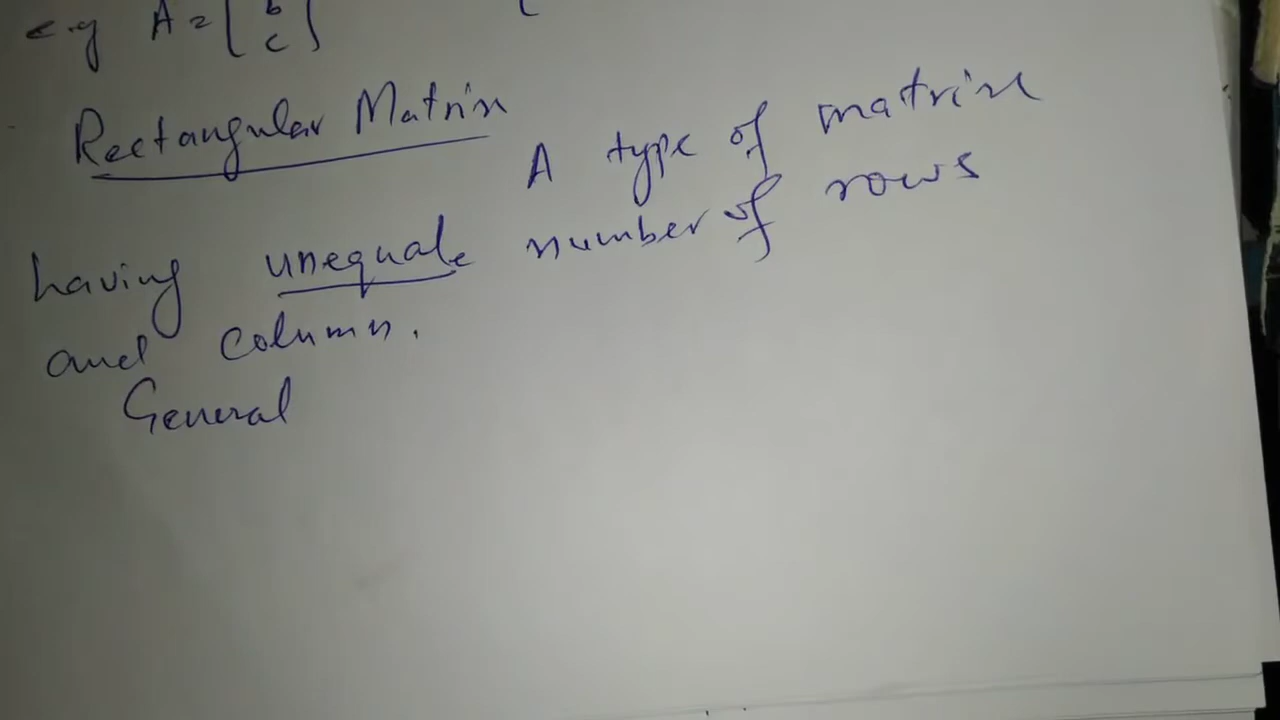 e.g A = [ b
c ]
Rectangular Matrix
A type of matrix
having unequale number of rows
and column.
General